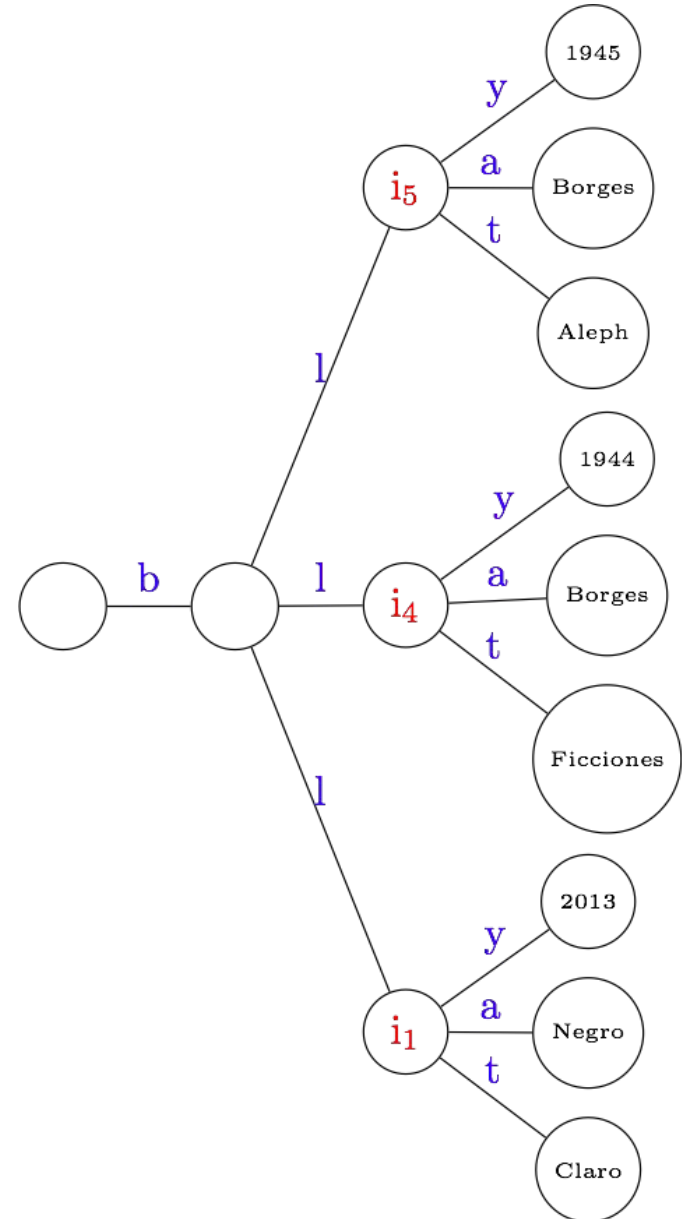 1945
y
a
i5
Borges
t
Aleph
l
1944
y
b
l
i4
a
Borges
t
Ficciones
l
2013
y
a
i1
Negro
t
Claro